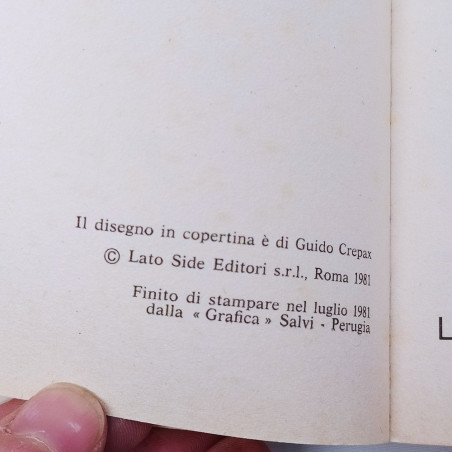 Il disegno in copertina è di Guido Crepax
© Lato Side Editori s.r.l., Roma 1981
Finito di stampare nel luglio 1981
dalla « Grafica » Salvi - Perugia
L